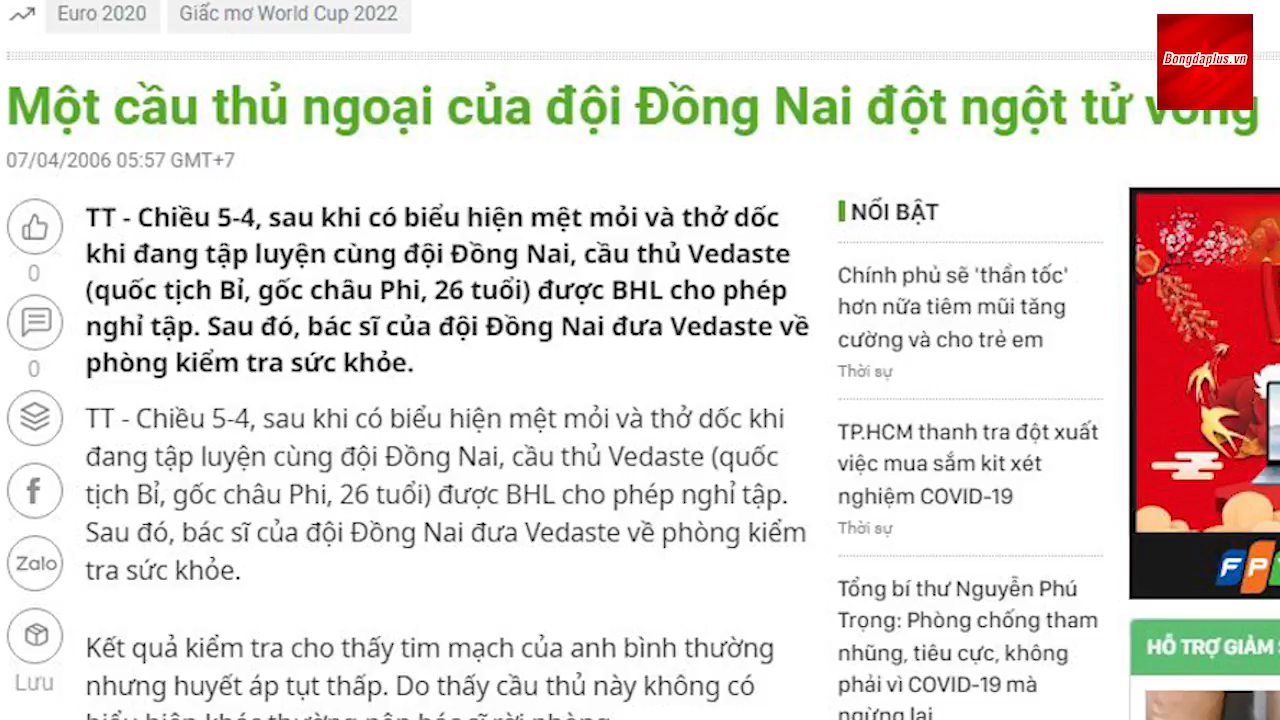 Euro 2020
Giấc mơ World Cup 2022
Bongdaplus.vn
Một cầu thủ ngoại của đội Đồng Nai đột ngột tử vong
07/04/2006 05:57 GMT+7
TT - Chiều 5-4, sau khi có biểu hiện mệt mỏi và thở dốc
khi đang tập luyện cùng đội Đồng Nai, cầu thủ Vedaste
(quốc tịch Bỉ, gốc châu Phi, 26 tuổi) được BHL cho phép
nghỉ tập. Sau đó, bác sĩ của đội Đồng Nai đưa Vedaste về
phòng kiểm tra sức khỏe.
TT - Chiều 5-4, sau khi có biểu hiện mệt mỏi và thở dốc khi
đang tập luyện cùng đội Đồng Nai, cầu thủ Vedaste (quốc
tịch Bỉ, gốc châu Phi, 26 tuổi) được BHL cho phép nghỉ tập.
Sau đó, bác sĩ của đội Đồng Nai đưa Vedaste về phòng kiểm
tra sức khỏe.
Kết quả kiểm tra cho thấy tim mạch của anh bình thường
nhưng huyết áp tụt thấp. Do thấy cầu thủ này không có
0
0
Zalo
Lưu
NỔI BẬT
Chính phủ sẽ 'thần tốc'
hơn nữa tiêm mũi tăng
cường và cho trẻ em
Thời sự
TP.HCM thanh tra đột xuất
việc mua sắm kit xét
nghiệm COVID-19
Thời sự
Tổng bí thư Nguyễn Phú
Trọng: Phòng chống tham
nhũng, tiêu cực, không
phải vì COVID-19 mà
ngừng lại
FP
HỖ TRỢ GIẢM